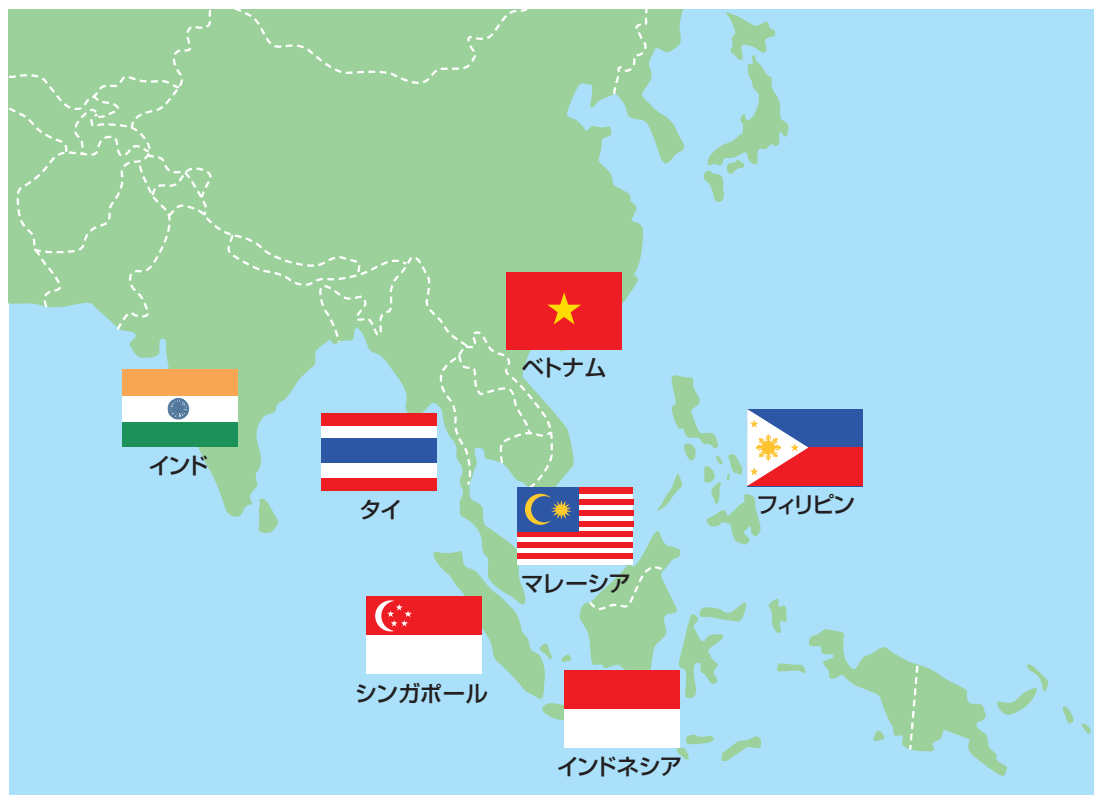 ベトナム
インド
タイ
フィリピン
マレーシア
シンガポール
インドネシア